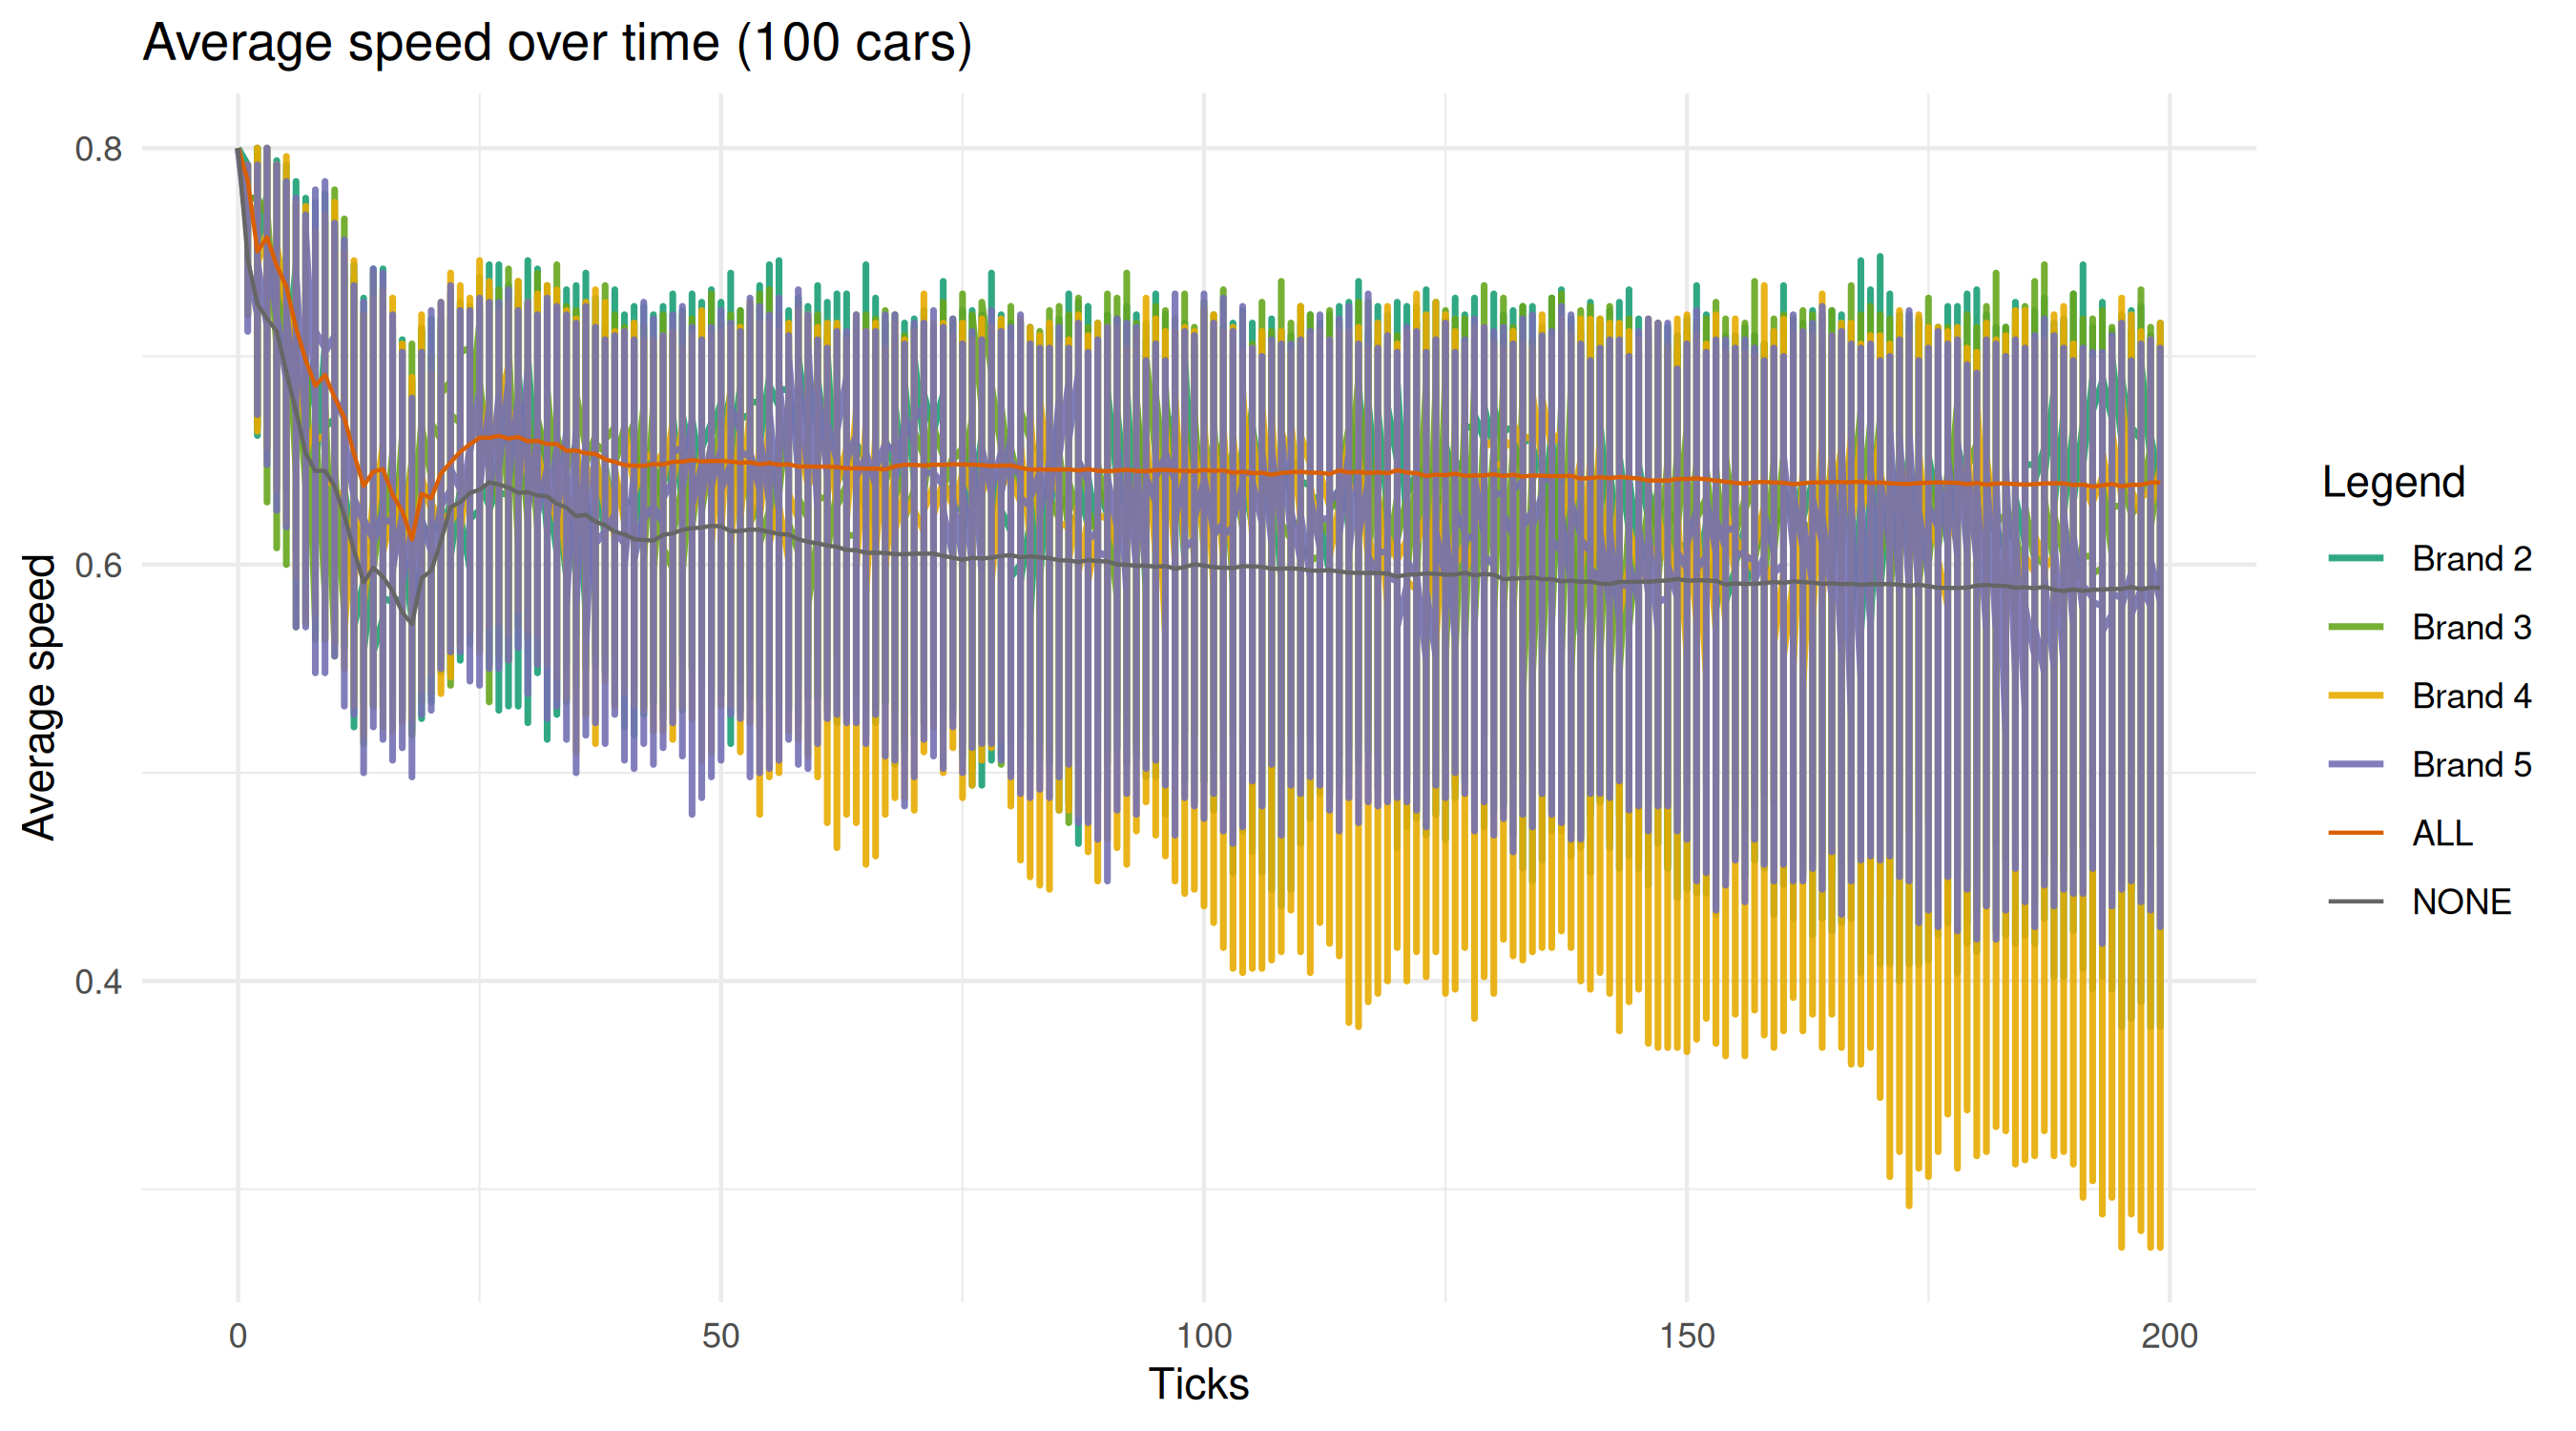 Average speed over time (100 cars)
0.8
0.6
0.4
Average speed
0
50
100
150
200
Ticks
Legend
Brand 2
Brand 3
Brand 4
Brand 5
ALL
NONE